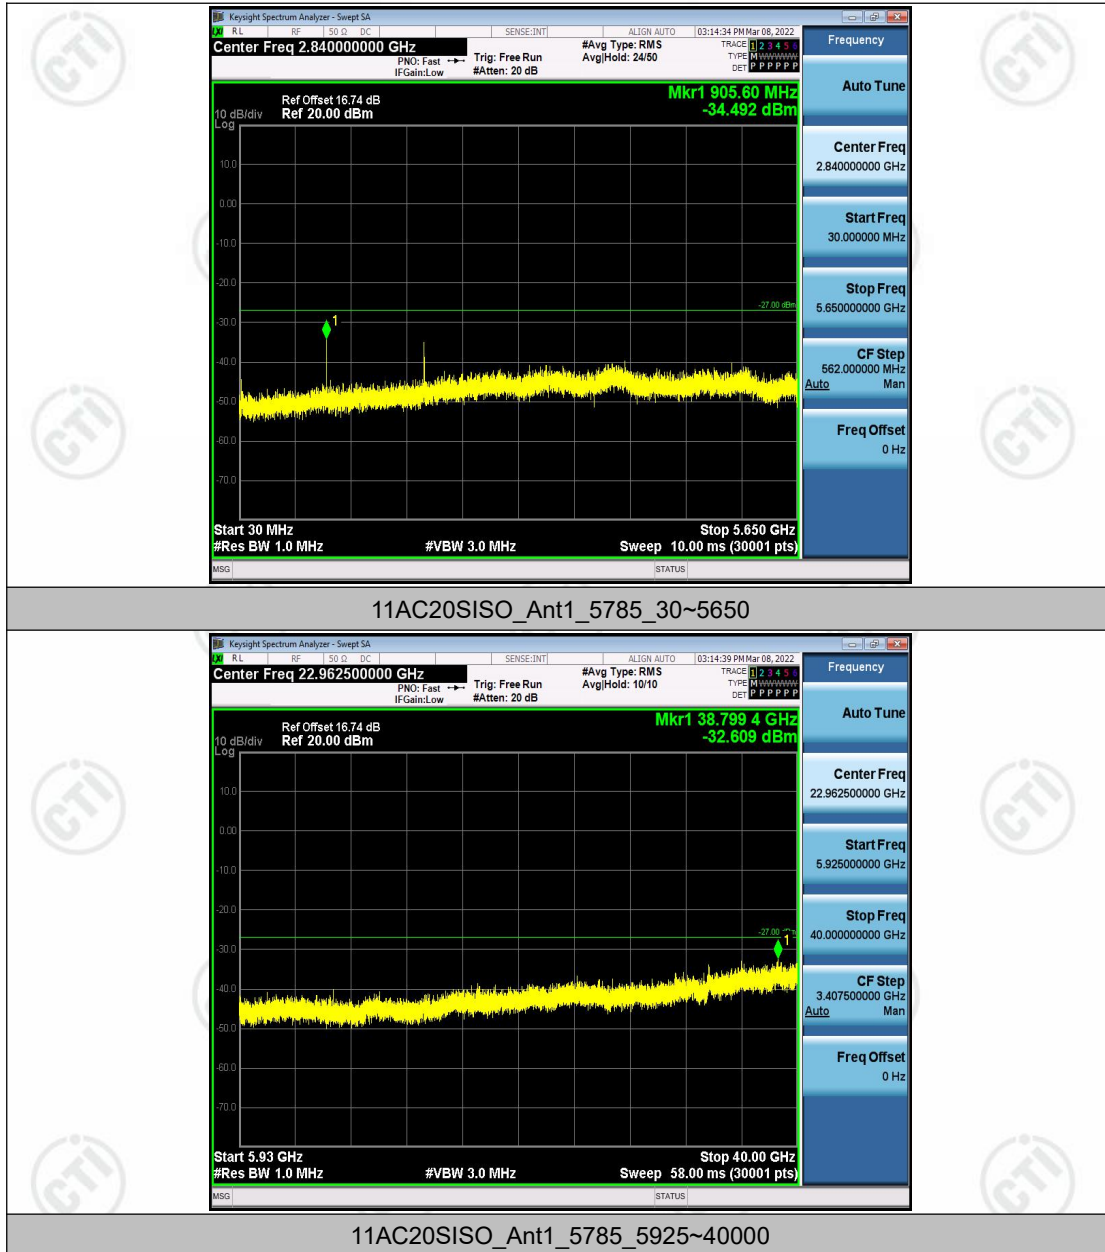 Keysight Spectrum Analyzer - Swept SA
RL RF 50 Ω DC SENSE:INT ALIGN AUTO 03:14:34 PM Mar 08, 2022
Center Freq 2.840000000 GHz
PNO: Fast
IFGain:Low
Trig: Free Run
#Atten: 20 dB
#Avg Type: RMS
Avg|Hold: 24/50
TRACE 1 2 3 4 5 6
TYPE M WWWWW
DET P P P P P P
Frequency
Mkr1 905.60 MHz
-34.492 dBm
Ref Offset 16.74 dB
10 dB/div Ref 20.00 dBm
Log
10.0
0.00
-10.0
-20.0
-27.00 dBm
-30.0
1
-40.0
-50.0
-60.0
-70.0
Start 30 MHz Stop 5.650 GHz
#Res BW 1.0 MHz #VBW 3.0 MHz Sweep 10.00 ms (30001 pts)
MSG STATUS
Auto Tune
Center Freq
2.840000000 GHz
Start Freq
30.000000 MHz
Stop Freq
5.650000000 GHz
CF Step
562.000000 MHz
Auto Man
Freq Offset
0 Hz
11AC20SISO_Ant1_5785_30~5650
Keysight Spectrum Analyzer - Swept SA
RL RF 50 Ω DC SENSE:INT ALIGN AUTO 03:14:39 PM Mar 08, 2022
Center Freq 22.962500000 GHz
PNO: Fast
IFGain:Low
Trig: Free Run
#Atten: 20 dB
#Avg Type: RMS
Avg|Hold: 10/10
TRACE 1 2 3 4 5 6
TYPE M WWWWW
DET P P P P P P
Frequency
Mkr1 38.799 4 GHz
-32.609 dBm
Ref Offset 16.74 dB
10 dB/div Ref 20.00 dBm
Log
10.0
0.00
-10.0
-20.0
-27.00
1
-30.0
-40.0
-50.0
-60.0
-70.0
Start 5.93 GHz Stop 40.00 GHz
#Res BW 1.0 MHz #VBW 3.0 MHz Sweep 58.00 ms (30001 pts)
MSG STATUS
Auto Tune
Center Freq
22.962500000 GHz
Start Freq
5.925000000 GHz
Stop Freq
40.000000000 GHz
CF Step
3.407500000 GHz
Auto Man
Freq Offset
0 Hz
11AC20SISO_Ant1_5785_5925~40000
CTI
CTI
CTI
CTI
CTI
CTI
CTI
CTI